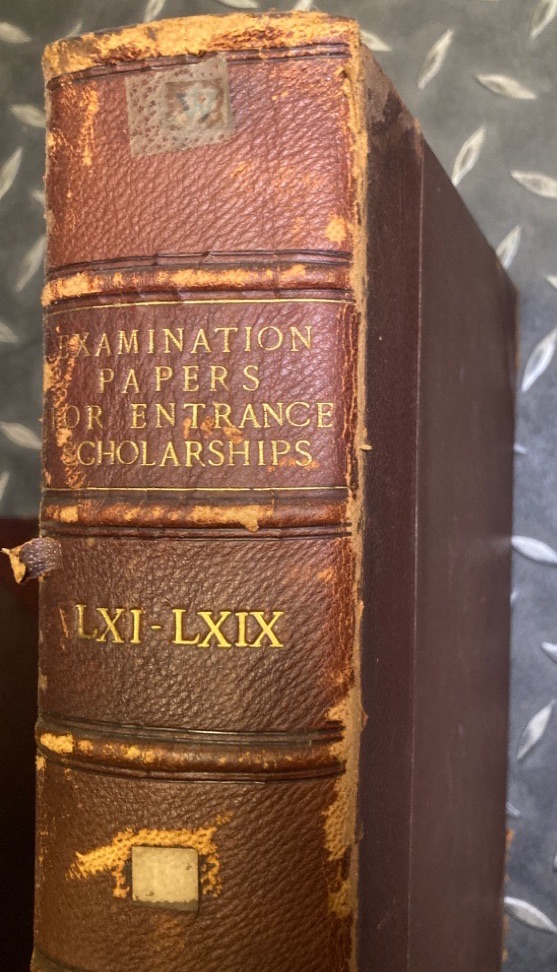 EXAMINATION
PAPERS
FOR ENTRANCE
SCHOLARSHIPS
LXI-LXIX